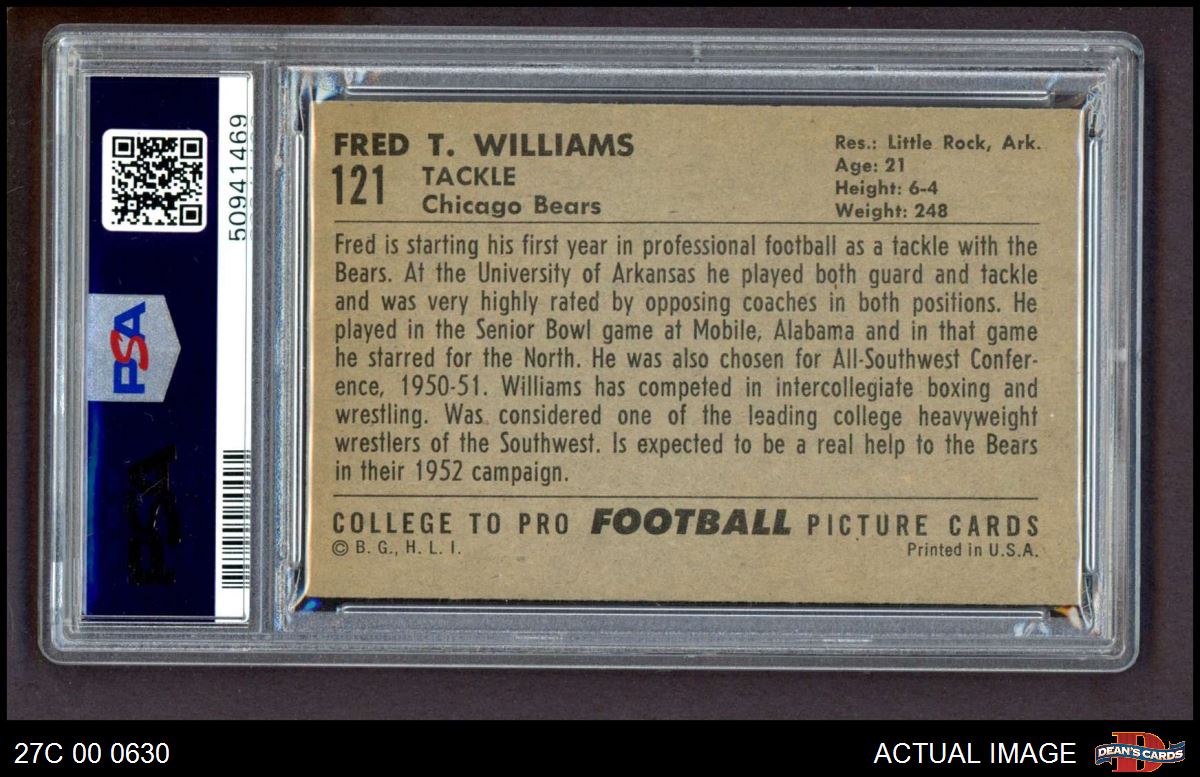 50941469
PSA
PSA
FRED T. WILLIAMS
121
TACKLE
Chicago Bears
Res.: Little Rock, Ark.
Age: 21
Height: 6-4
Weight: 248
Fred is starting his first year in professional football as a tackle with the
Bears. At the University of Arkansas he played both guard and tackle
and was very highly rated by opposing coaches in both positions. He
played in the Senior Bowl game at Mobile, Alabama and in that game
he starred for the North. He was also chosen for All-Southwest Confer-
ence, 1950-51. Williams has competed in intercollegiate boxing and
wrestling. Was considered one of the leading college heavyweight
wrestlers of the Southwest. Is expected to be a real help to the Bears
in their 1952 campaign.
COLLEGE TO PRO FOOTBALL PICTURE CARDS
© B. G., H. L. I.
Printed in U.S.A.
27C 00 0630
ACTUAL IMAGE
DEAN'S CARDS